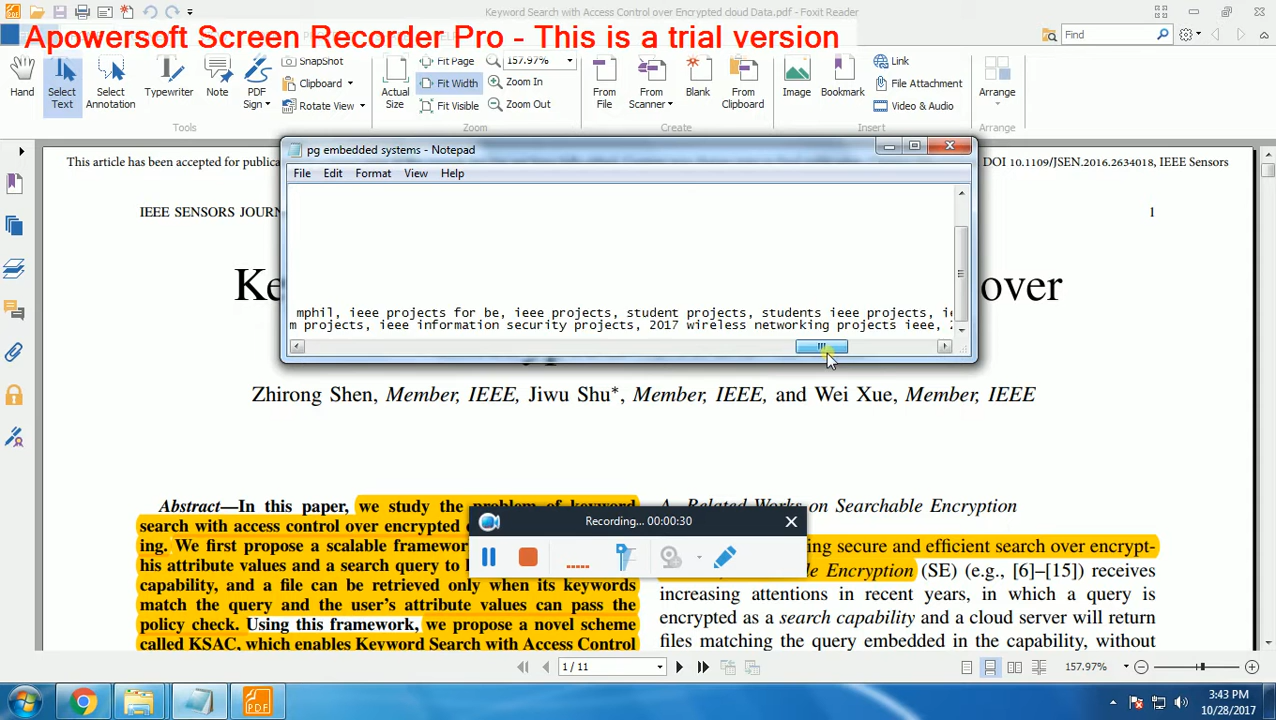 Keyword Search with Access Control over Encrypted cloud Data.pdf - Foxit Reader
Apowersoft Screen Recorder Pro - This is a trial version
Find
Hand
Select Text
Select Annotation
Typewriter
Note
PDF Sign
SnapShot
Clipboard
Rotate View
Tools
Actual Size
Fit Page
Fit Width
Fit Visible
157.97%
Zoom In
Zoom Out
Zoom
From File
From Scanner
Blank
From Clipboard
Create
Image
Bookmark
Link
File Attachment
Video & Audio
Insert
Arrange
Arrange
This article has been accepted for
DOI 10.1109/JSEN.2016.2634018, IEEE Sensors
IEEE SENSORS
1
over
pg embedded systems - Notepad
File Edit Format View Help
mphil, ieee projects for be, ieee projects, student projects, students ieee projects,
projects, ieee information security projects, 2017 wireless networking projects ieee,
Zhirong Shen, Member, IEEE, Jiwu Shu*, Member, IEEE, and Wei Xue, Member, IEEE
Abstract—In this paper, we study the problem of keyword
search with access control over encrypted
ing. We first propose a scalable
his attribute values and a search query to
capability, and a file can be retrieved only when its keywords
match the query and the user's attribute values can pass the
policy check. Using this framework, we propose a novel scheme
called KSAC, which enables Keyword Search with Access Control
A. Related Works on Searchable Encryption
secure and efficient search over encrypt-
Encryption (SE) (e.g., [6]–[15]) receives
increasing attentions in recent years, in which a query is
encrypted as a search capability and a cloud server will return
files matching the query embedded in the capability, without
Recording... 00:00:30
1 / 11
157.97%
3:43 PM
10/28/2017